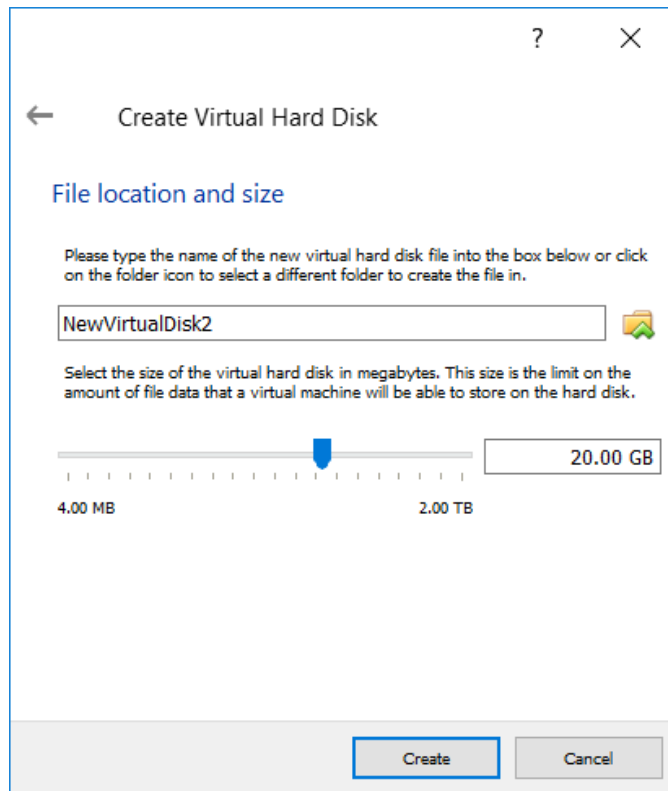 ?
Create Virtual Hard Disk
File location and size
Please type the name of the new virtual hard disk file into the box below or click
on the folder icon to select a different folder to create the file in.
NewVirtualDisk2
Select the size of the virtual hard disk in megabytes. This size is the limit on the
amount of file data that a virtual machine will be able to store on the hard disk.
20.00 GB
4.00 MB 2.00 TB
Create Cancel